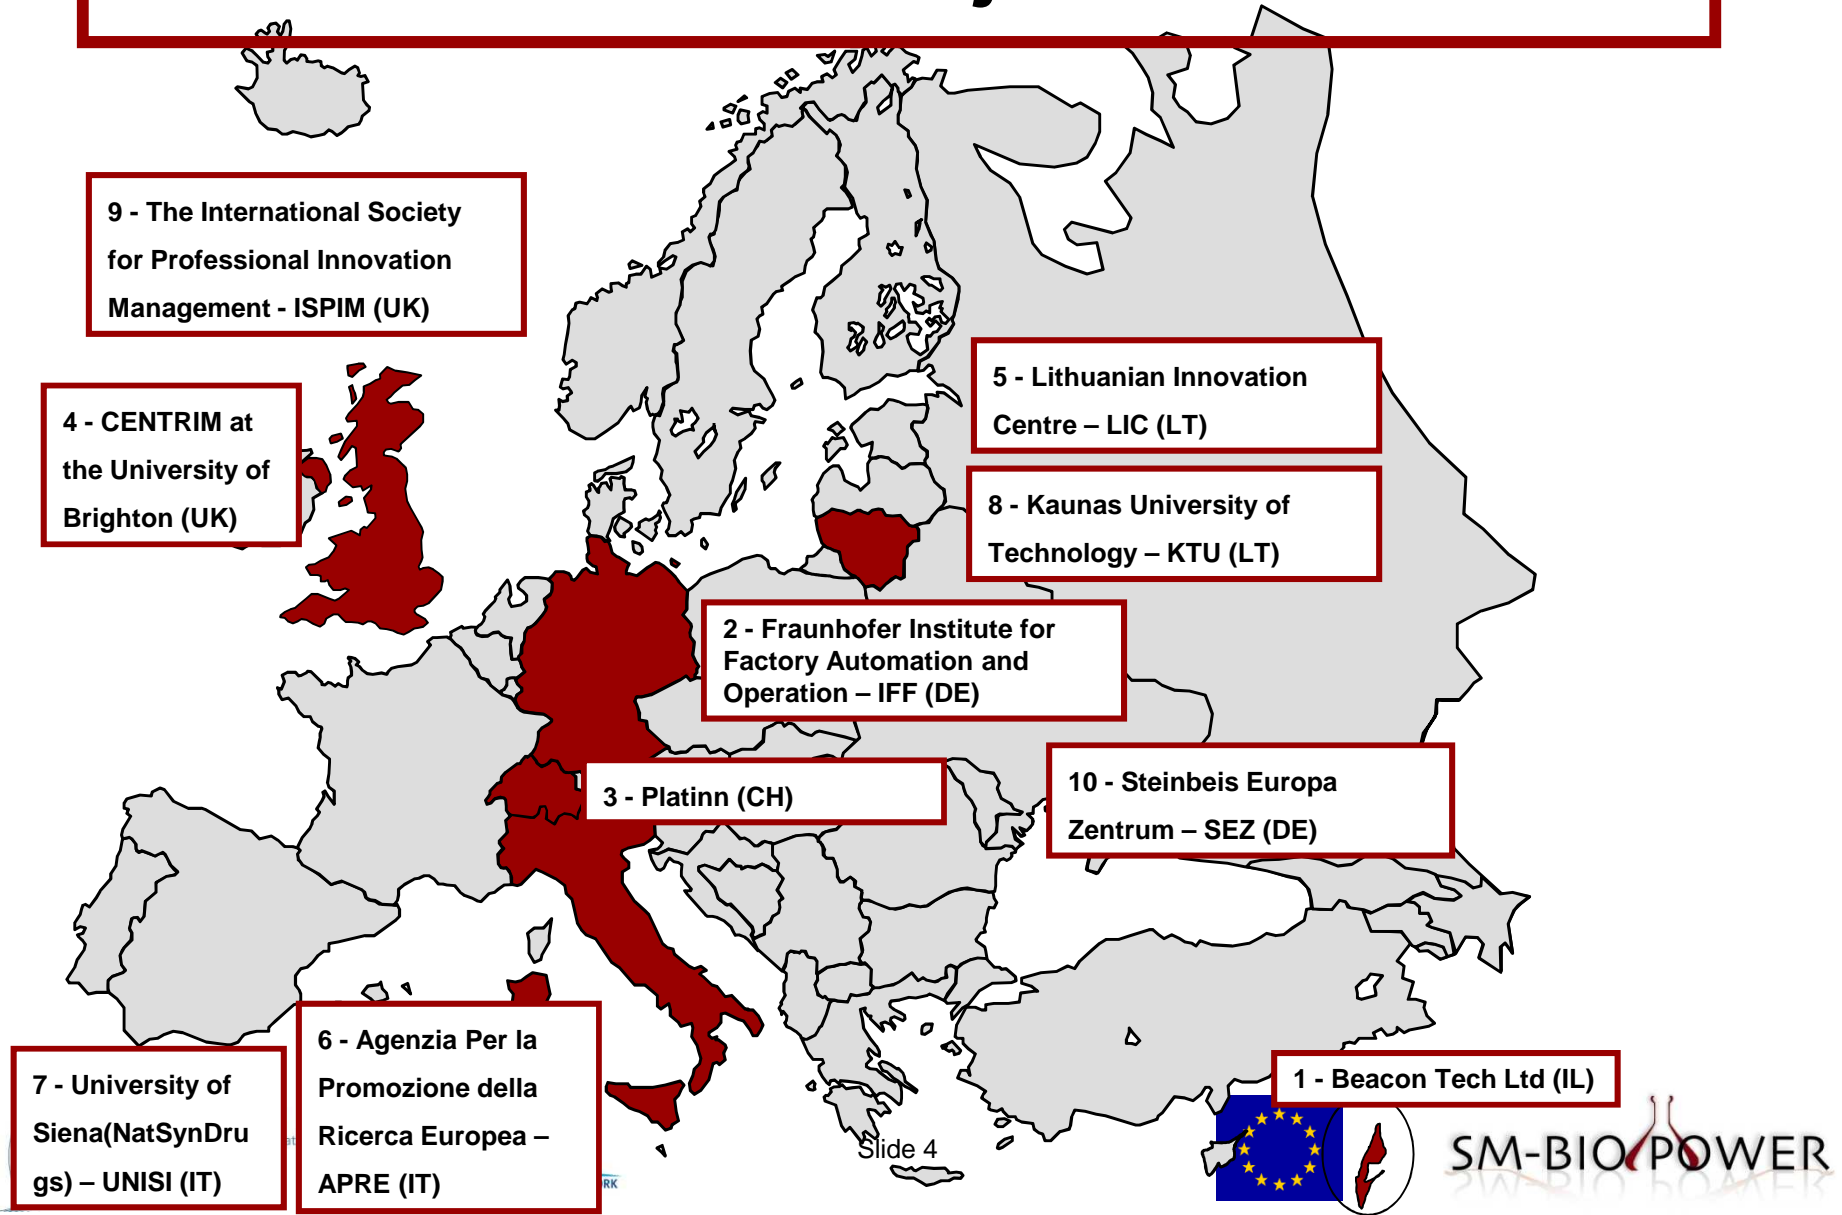 9 - The International Society
for Professional Innovation
Management - ISPIM (UK)
4 - CENTRIM at
the University of
Brighton (UK)
5 - Lithuanian Innovation
Centre – LIC (LT)
8 - Kaunas University of
Technology – KTU (LT)
2 - Fraunhofer Institute for
Factory Automation and
Operation – IFF (DE)
3 - Platinn (CH)
10 - Steinbeis Europa
Zentrum – SEZ (DE)
6 - Agenzia Per la
Promozione della
Ricerca Europea –
APRE (IT)
7 - University of
Siena(NatSynDru
gs) – UNISI (IT)
1 - Beacon Tech Ltd (IL)
Slide 4
SM-BIO POWER